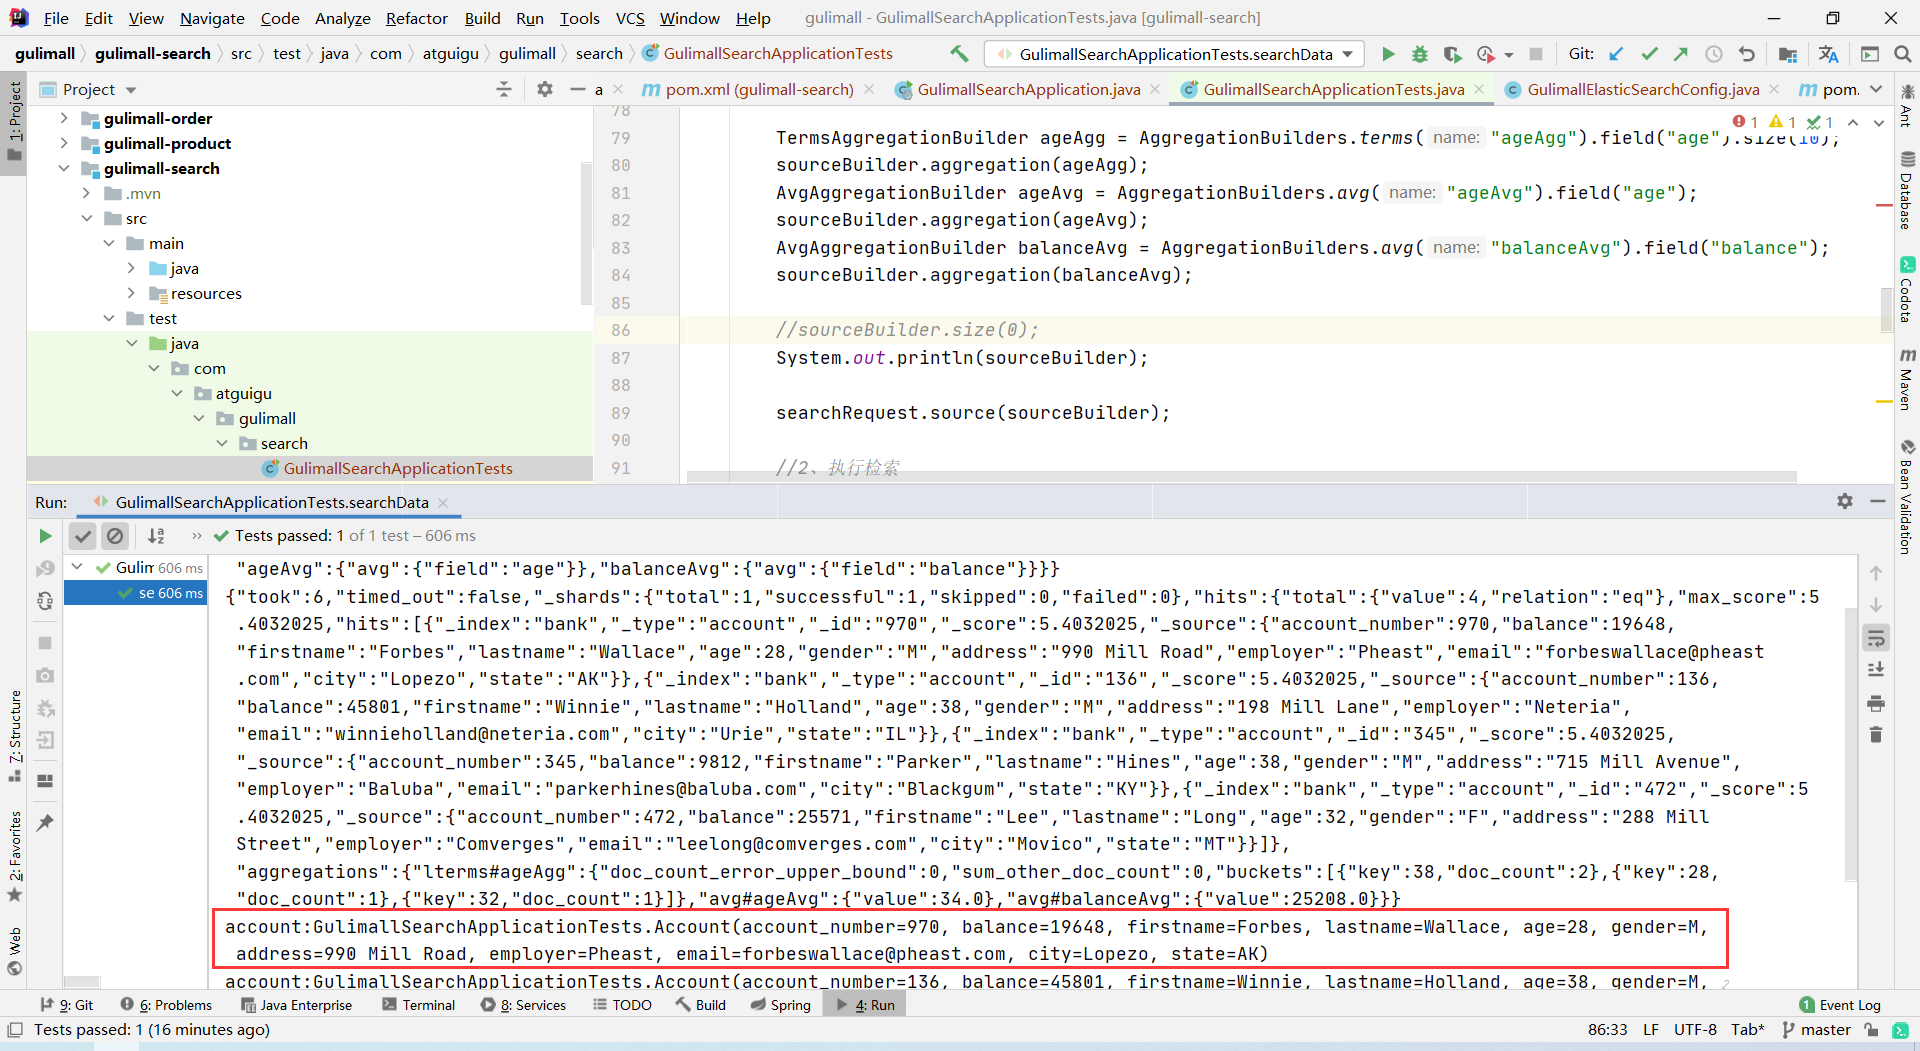 File Edit View Navigate Code Analyze Refactor Build Run Tools VCS Window Help gulimall - GulimallSearchApplicationTests.java [gulimall-search]
gulimall gulimall-search src test java com atguigu gulimall search GulimallSearchApplicationTests GulimallSearchApplicationTests.searchData Git:
Project a pom.xml (gulimall-search) GulimallSearchApplication.java GulimallSearchApplicationTests.java GulimallElasticSearchConfig.java pom.
1: Project
gulimall-order
gulimall-product
gulimall-search
.mvn
src
main
java
resources
test
java
com
atguigu
gulimall
search
GulimallSearchApplicationTests
1 1 1
78
79 TermsAggregationBuilder ageAgg = AggregationBuilders.terms( name: "ageAgg").field("age").size(10);
80 sourceBuilder.aggregation(ageAgg);
81 AvgAggregationBuilder ageAvg = AggregationBuilders.avg( name: "ageAvg").field("age");
82 sourceBuilder.aggregation(ageAvg);
83 AvgAggregationBuilder balanceAvg = AggregationBuilders.avg( name: "balanceAvg").field("balance");
84 sourceBuilder.aggregation(balanceAvg);
85
86 //sourceBuilder.size(0);
87 System.out.println(sourceBuilder);
88
89 searchRequest.source(sourceBuilder);
90
91 //2、执行检索
Ant
Database
Codota
Maven
Bean Validation
Run: GulimallSearchApplicationTests.searchData
Tests passed: 1 of 1 test – 606 ms
Gulim 606 ms
se 606 ms
"ageAvg":{"avg":{"field":"age"}},"balanceAvg":{"avg":{"field":"balance"}}}}
{"took":6,"timed_out":false,"_shards":{"total":1,"successful":1,"skipped":0,"failed":0},"hits":{"total":{"value":4,"relation":"eq"},"max_score":5
.4032025,"hits":[{"_index":"bank","_type":"account","_id":"970","_score":5.4032025,"_source":{"account_number":970,"balance":19648,
"firstname":"Forbes","lastname":"Wallace","age":28,"gender":"M","address":"990 Mill Road","employer":"Pheast","email":"forbeswallace@pheast
.com","city":"Lopezo","state":"AK"}},{"_index":"bank","_type":"account","_id":"136","_score":5.4032025,"_source":{"account_number":136,
"balance":45801,"firstname":"Winnie","lastname":"Holland","age":38,"gender":"M","address":"198 Mill Lane","employer":"Neteria",
"email":"winnieholland@neteria.com","city":"Urie","state":"IL"}},{"_index":"bank","_type":"account","_id":"345","_score":5.4032025,
"_source":{"account_number":345,"balance":9812,"firstname":"Parker","lastname":"Hines","age":38,"gender":"M","address":"715 Mill Avenue",
"employer":"Baluba","email":"parkerhines@baluba.com","city":"Blackgum","state":"KY"}},{"_index":"bank","_type":"account","_id":"472","_score":5
.4032025,"_source":{"account_number":472,"balance":25571,"firstname":"Lee","lastname":"Long","age":32,"gender":"F","address":"288 Mill
Street","employer":"Comverges","email":"leelong@comverges.com","city":"Movico","state":"MT"}}]},
"aggregations":{"lterms#ageAgg":{"doc_count_error_upper_bound":0,"sum_other_doc_count":0,"buckets":[{"key":38,"doc_count":2},{"key":28,
"doc_count":1},{"key":32,"doc_count":1}]},"avg#ageAvg":{"value":34.0},"avg#balanceAvg":{"value":25208.0}}}
account:GulimallSearchApplicationTests.Account(account_number=970, balance=19648, firstname=Forbes, lastname=Wallace, age=28, gender=M,
address=990 Mill Road, employer=Pheast, email=forbeswallace@pheast.com, city=Lopezo, state=AK)
account:GulimallSearchApplicationTests.Account(account_number=136, balance=45801, firstname=Winnie, lastname=Holland, age=38, gender=M,
7: Structure
2: Favorites
Web
9: Git 6: Problems Java Enterprise Terminal 8: Services TODO Build Spring 4: Run 1 Event Log
Tests passed: 1 (16 minutes ago) 86:33 LF UTF-8 Tab* master